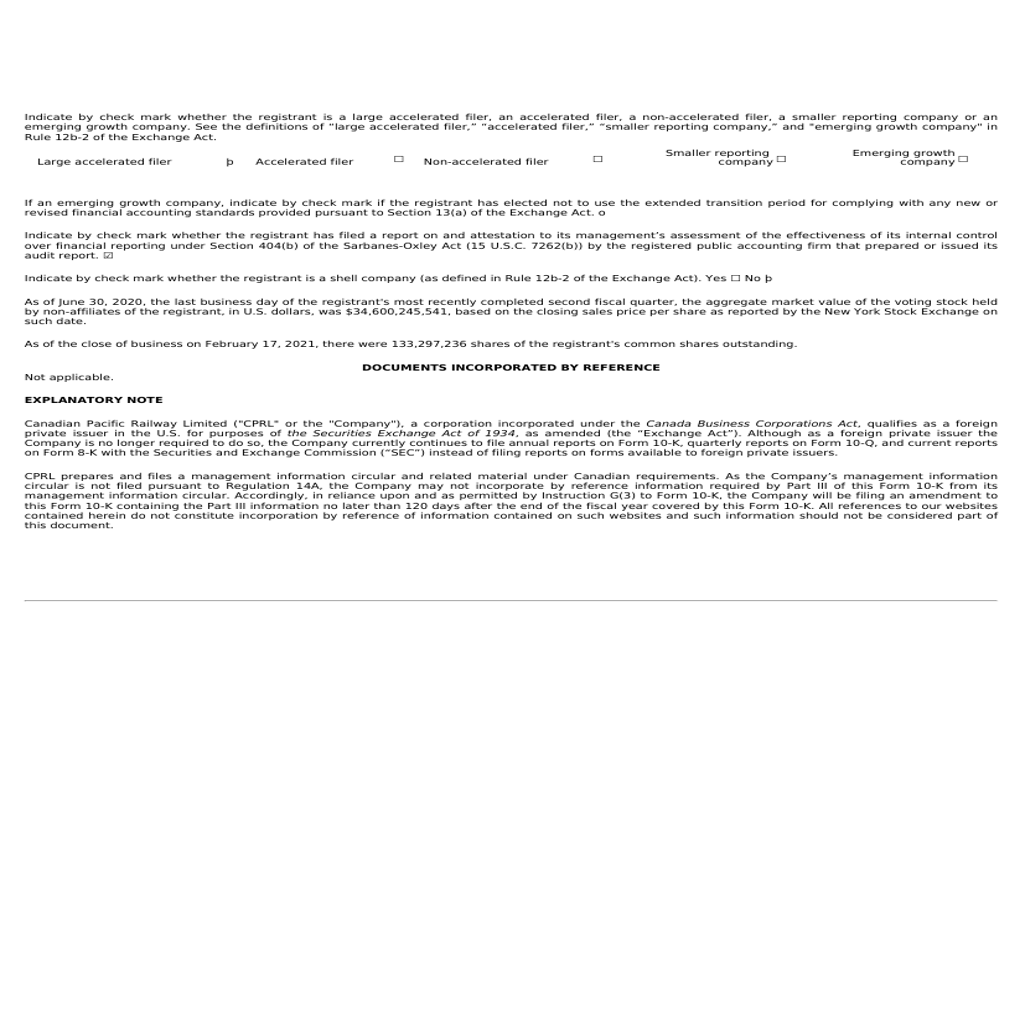 Indicate by check mark whether the registrant is a large accelerated filer, an accelerated filer, a non-accelerated filer, a smaller reporting company or an
emerging growth company. See the definitions of “large accelerated filer,” “accelerated filer,” “smaller reporting company,” and "emerging growth company" in
Rule 12b-2 of the Exchange Act.
Large accelerated filer þ Accelerated filer ☐ Non-accelerated filer ☐ Smaller reporting company ☐ Emerging growth company ☐
If an emerging growth company, indicate by check mark if the registrant has elected not to use the extended transition period for complying with any new or
revised financial accounting standards provided pursuant to Section 13(a) of the Exchange Act. o
Indicate by check mark whether the registrant has filed a report on and attestation to its management’s assessment of the effectiveness of its internal control
over financial reporting under Section 404(b) of the Sarbanes-Oxley Act (15 U.S.C. 7262(b)) by the registered public accounting firm that prepared or issued its
audit report. ☑
Indicate by check mark whether the registrant is a shell company (as defined in Rule 12b-2 of the Exchange Act). Yes ☐ No þ
As of June 30, 2020, the last business day of the registrant's most recently completed second fiscal quarter, the aggregate market value of the voting stock held
by non-affiliates of the registrant, in U.S. dollars, was $34,600,245,541, based on the closing sales price per share as reported by the New York Stock Exchange on
such date.
As of the close of business on February 17, 2021, there were 133,297,236 shares of the registrant's common shares outstanding.
DOCUMENTS INCORPORATED BY REFERENCE
Not applicable.
EXPLANATORY NOTE
Canadian Pacific Railway Limited ("CPRL" or the "Company"), a corporation incorporated under the Canada Business Corporations Act, qualifies as a foreign
private issuer in the U.S. for purposes of the Securities Exchange Act of 1934, as amended (the “Exchange Act”). Although as a foreign private issuer the
Company is no longer required to do so, the Company currently continues to file annual reports on Form 10-K, quarterly reports on Form 10-Q, and current reports
on Form 8-K with the Securities and Exchange Commission (“SEC”) instead of filing reports on forms available to foreign private issuers.
CPRL prepares and files a management information circular and related material under Canadian requirements. As the Company’s management information
circular is not filed pursuant to Regulation 14A, the Company may not incorporate by reference information required by Part III of this Form 10-K from its
management information circular. Accordingly, in reliance upon and as permitted by Instruction G(3) to Form 10-K, the Company will be filing an amendment to
this Form 10-K containing the Part III information no later than 120 days after the end of the fiscal year covered by this Form 10-K. All references to our websites
contained herein do not constitute incorporation by reference of information contained on such websites and such information should not be considered part of
this document.